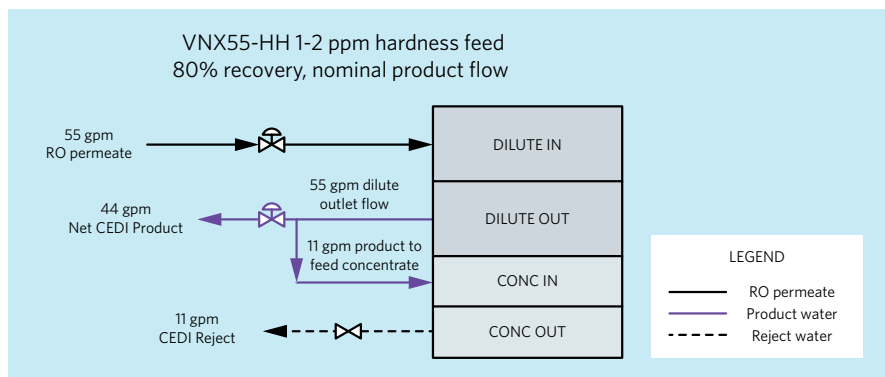 VNX55-HH 1-2 ppm hardness feed
80% recovery, nominal product flow
55 gpm
RO permeate
DILUTE IN
55 gpm dilute
outlet flow
44 gpm
Net CEDI Product
DILUTE OUT
11 gpm product to
feed concentrate
CONC IN
11 gpm
CEDI Reject
CONC OUT
LEGEND
RO permeate
Product water
Reject water